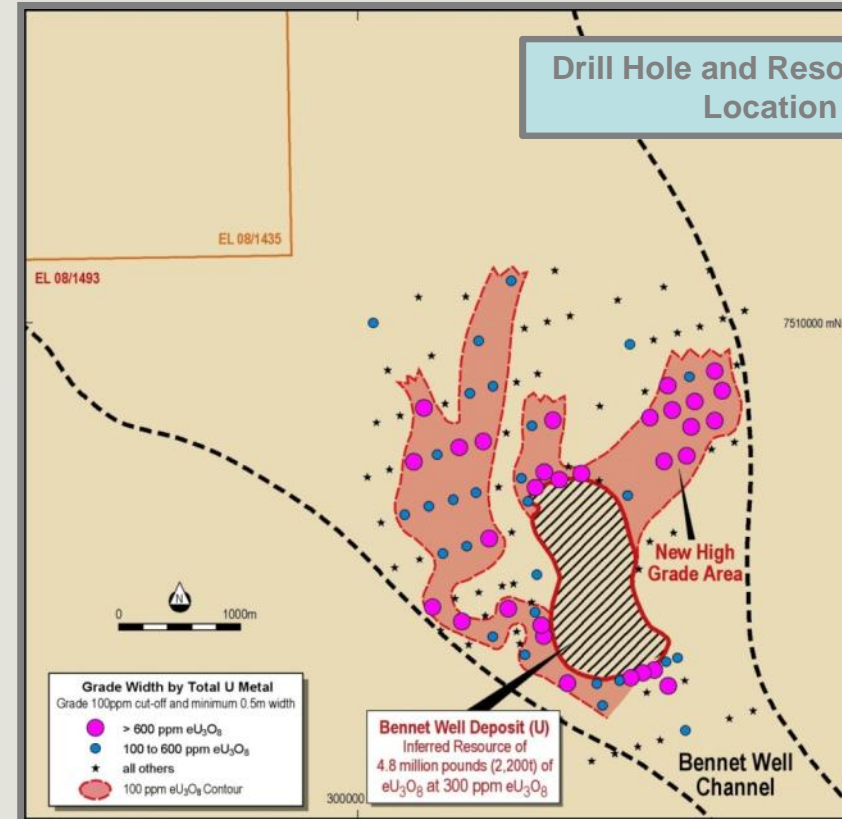 Drill Hole and
Location
EL 08/1435
EL 08/1493
7510000 mN
N
0 1000m
New High
Grade Area
Grade Width by Total U Metal
Grade 100ppm cut-off and minimum 0.5m width
> 600 ppm eU₃O₈
100 to 600 ppm eU₃O₈
all others
100 ppm eU₃O₈ Contour
Bennet Well Deposit (U)
Inferred Resource of
4.8 million pounds (2,200t) of
eU₃O₈ at 300 ppm eU₃O₈
Bennet Well
Channel
300000